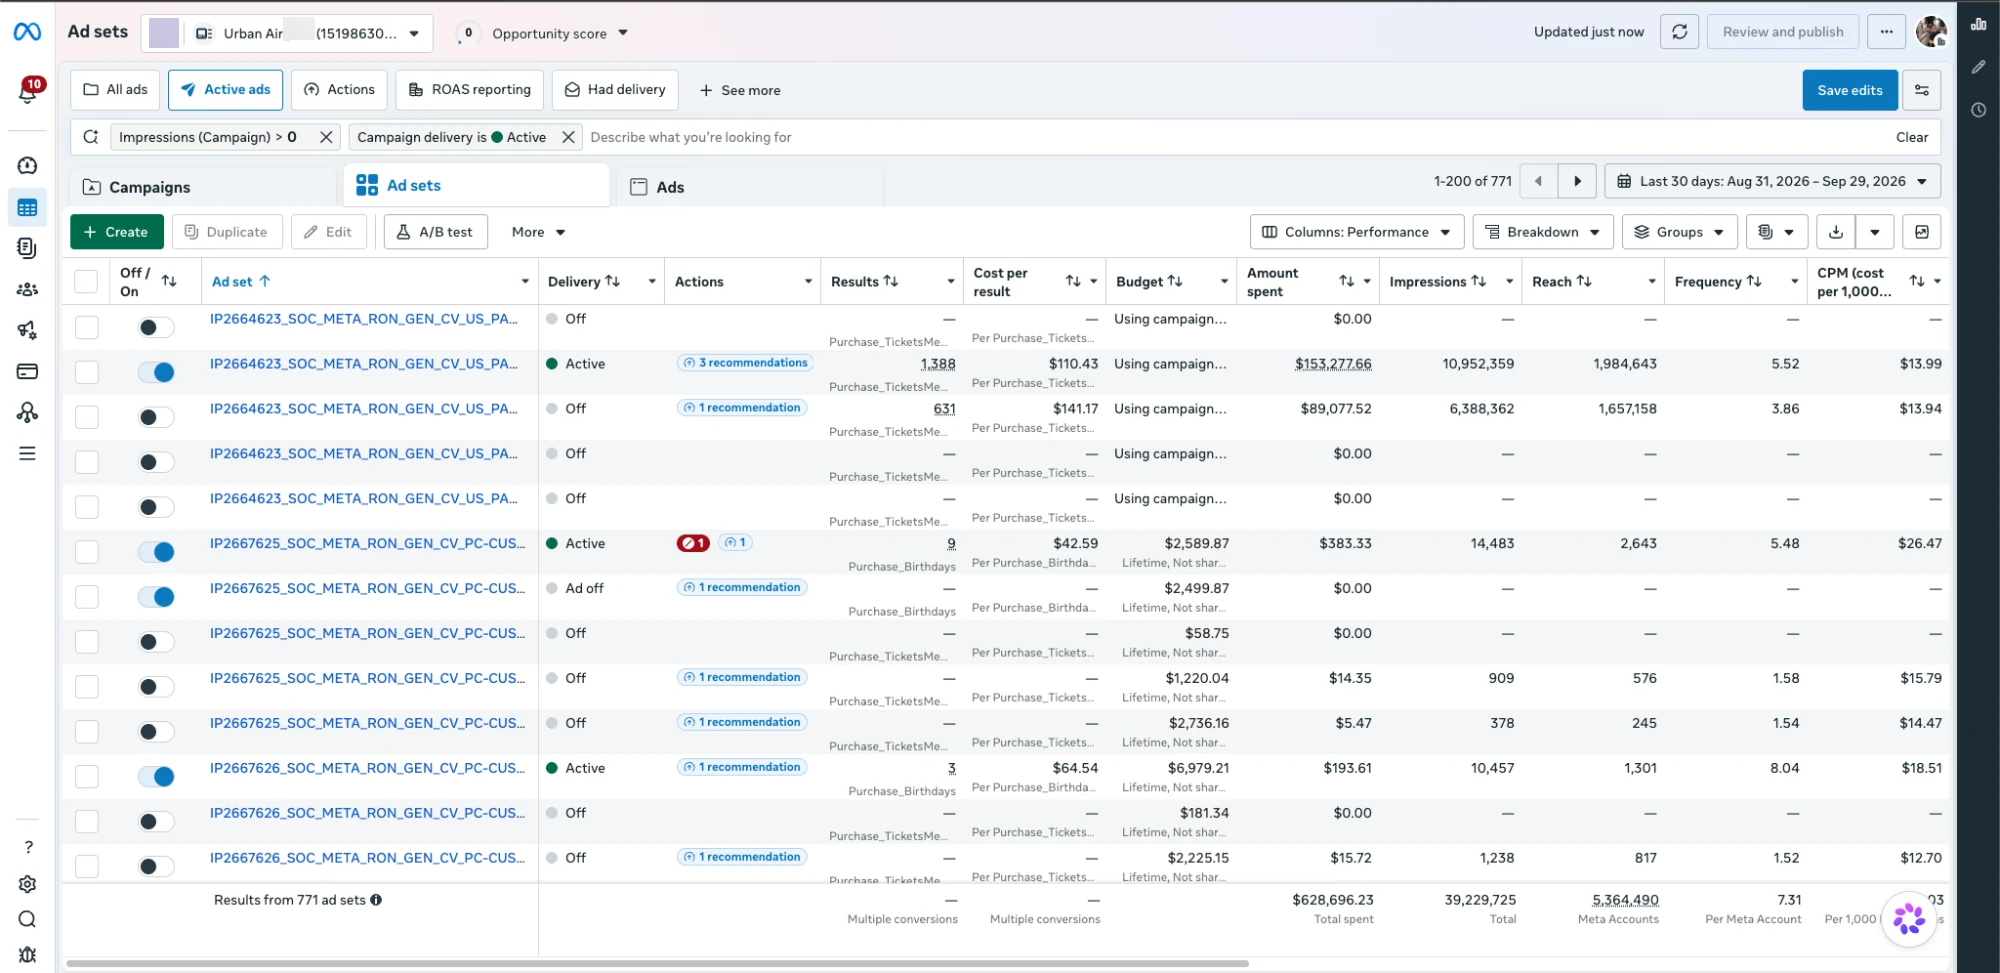 Ad sets
Urban Air (15198630...
0 Opportunity score
Updated just now
Review and publish
10
All ads
Active ads
Actions
ROAS reporting
Had delivery
+ See more
Save edits
Impressions (Campaign) > 0
Campaign delivery is Active
Describe what you're looking for
Clear
Campaigns
Ad sets
Ads
1-200 of 771
Last 30 days: Aug 31, 2026 – Sep 29, 2026
+ Create
Duplicate
Edit
A/B test
More
Columns: Performance
Breakdown
Groups
Off / On
Ad set
Delivery
Actions
Results
Cost per result
Budget
Amount spent
Impressions
Reach
Frequency
CPM (cost per 1,000...
IP2664623_SOC_META_RON_GEN_CV_US_PA... Off — — Using campaign... $0.00 — — — —
Purchase_TicketsMe... Per Purchase_Tickets...
IP2664623_SOC_META_RON_GEN_CV_US_PA... Active 3 recommendations 1,388 $110.43 Using campaign... $153,277.66 10,952,359 1,984,643 5.52 $13.99
Purchase_TicketsMe... Per Purchase_Tickets...
IP2664623_SOC_META_RON_GEN_CV_US_PA... Off 1 recommendation 631 $141.17 Using campaign... $89,077.52 6,388,362 1,657,158 3.86 $13.94
Purchase_TicketsMe... Per Purchase_Tickets...
IP2664623_SOC_META_RON_GEN_CV_US_PA... Off — — Using campaign... $0.00 — — — —
Purchase_TicketsMe... Per Purchase_Tickets...
IP2664623_SOC_META_RON_GEN_CV_US_PA... Off — — Using campaign... $0.00 — — — —
Purchase_TicketsMe... Per Purchase_Tickets...
IP2667625_SOC_META_RON_GEN_CV_PC-CUS... Active 1 1 9 $42.59 $2,589.87 $383.33 14,483 2,643 5.48 $26.47
Purchase_Birthdays Per Purchase_Birthda... Lifetime, Not shar...
IP2667625_SOC_META_RON_GEN_CV_PC-CUS... Ad off 1 recommendation — — $2,499.87 $0.00 — — — —
Purchase_Birthdays Per Purchase_Birthda... Lifetime, Not shar...
IP2667625_SOC_META_RON_GEN_CV_PC-CUS... Off — — $58.75 $0.00 — — — —
Purchase_TicketsMe... Per Purchase_Tickets... Lifetime, Not shar...
IP2667625_SOC_META_RON_GEN_CV_PC-CUS... Off 1 recommendation — — $1,220.04 $14.35 909 576 1.58 $15.79
Purchase_TicketsMe... Per Purchase_Tickets... Lifetime, Not shar...
IP2667625_SOC_META_RON_GEN_CV_PC-CUS... Off 1 recommendation — — $2,736.16 $5.47 378 245 1.54 $14.47
Purchase_TicketsMe... Per Purchase_Tickets... Lifetime, Not shar...
IP2667626_SOC_META_RON_GEN_CV_PC-CUS... Active 1 recommendation 3 $64.54 $6,979.21 $193.61 10,457 1,301 8.04 $18.51
Purchase_Birthdays Per Purchase_Birthda... Lifetime, Not shar...
IP2667626_SOC_META_RON_GEN_CV_PC-CUS... Off — — $181.34 $0.00 — — — —
Purchase_TicketsMe... Per Purchase_Tickets... Lifetime, Not shar...
IP2667626_SOC_META_RON_GEN_CV_PC-CUS... Off 1 recommendation — — $2,225.15 $15.72 1,238 817 1.52 $12.70
Purchase_TicketsMe... Per Purchase_Tickets... Lifetime, Not shar...
Results from 771 ad sets — — $628,696.23 39,229,725 5,364,490 7.31
Multiple conversions Multiple conversions Total spent Total Meta Accounts Per Meta Account Per 1,000